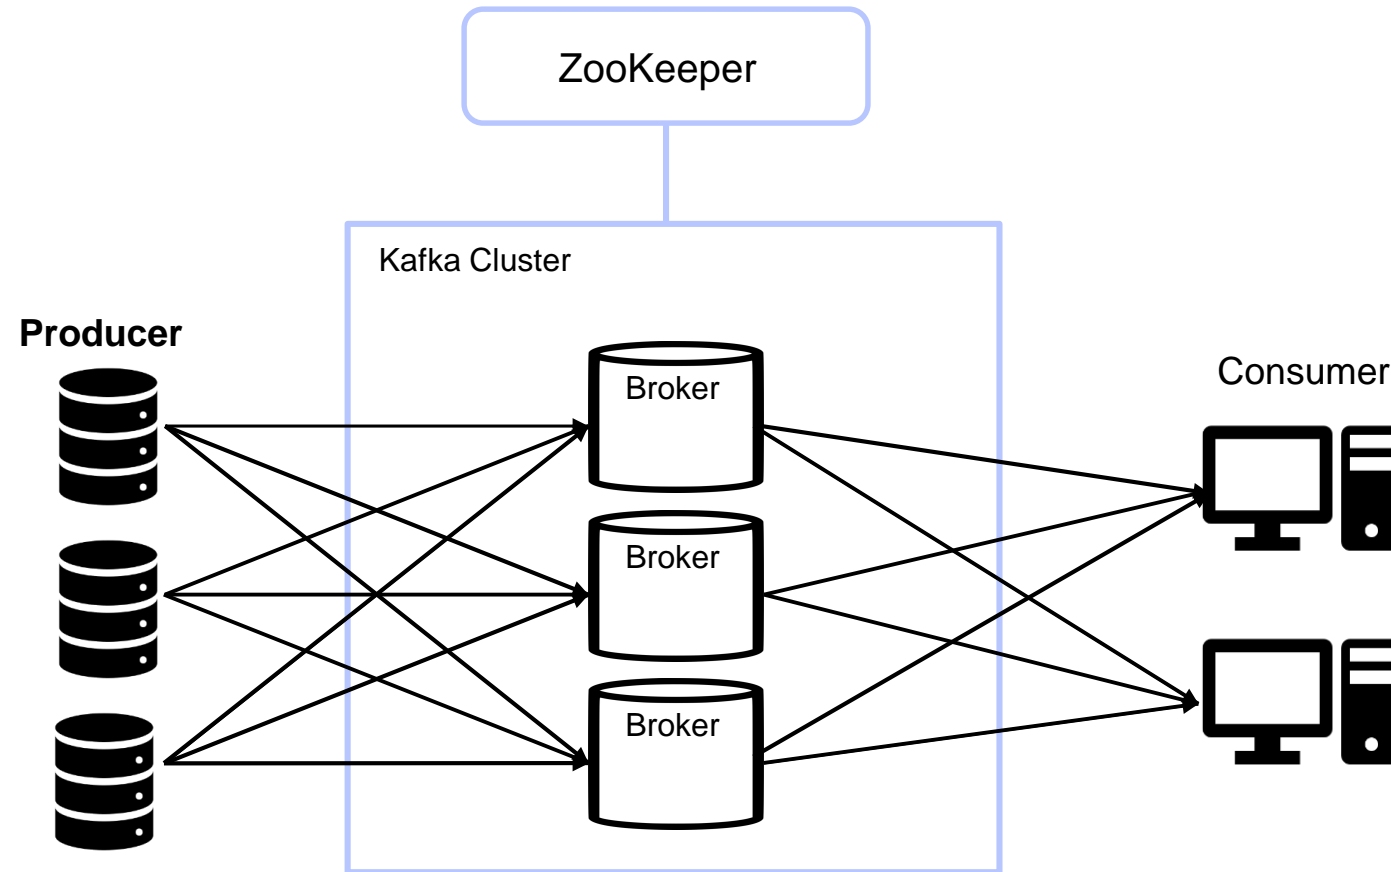 ZooKeeper
Kafka Cluster
Producer
Consumer
Broker
Broker
Broker